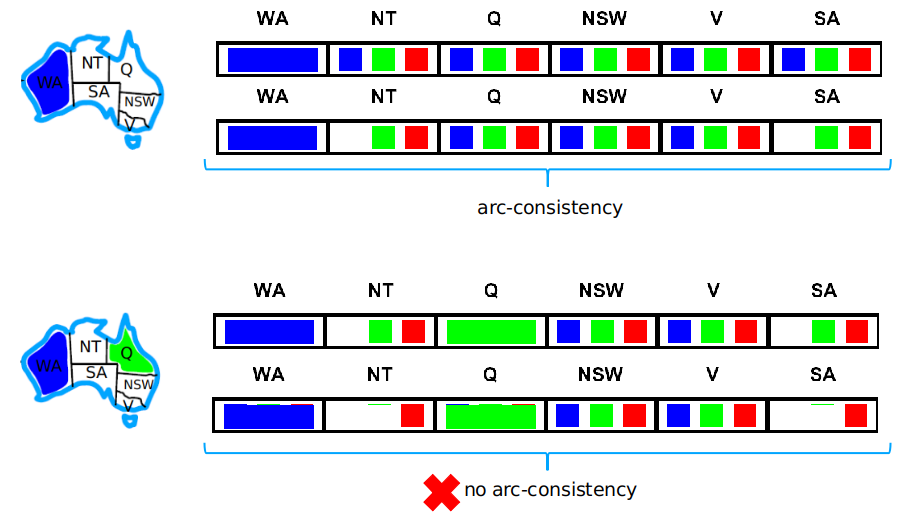 WA NT Q NSW V SA
NT
Q
WA
SA
NSW
V
WA NT Q NSW V SA
arc-consistency
WA NT Q NSW V SA
NT
Q
WA
SA
NSW
V
WA NT Q NSW V SA
no arc-consistency